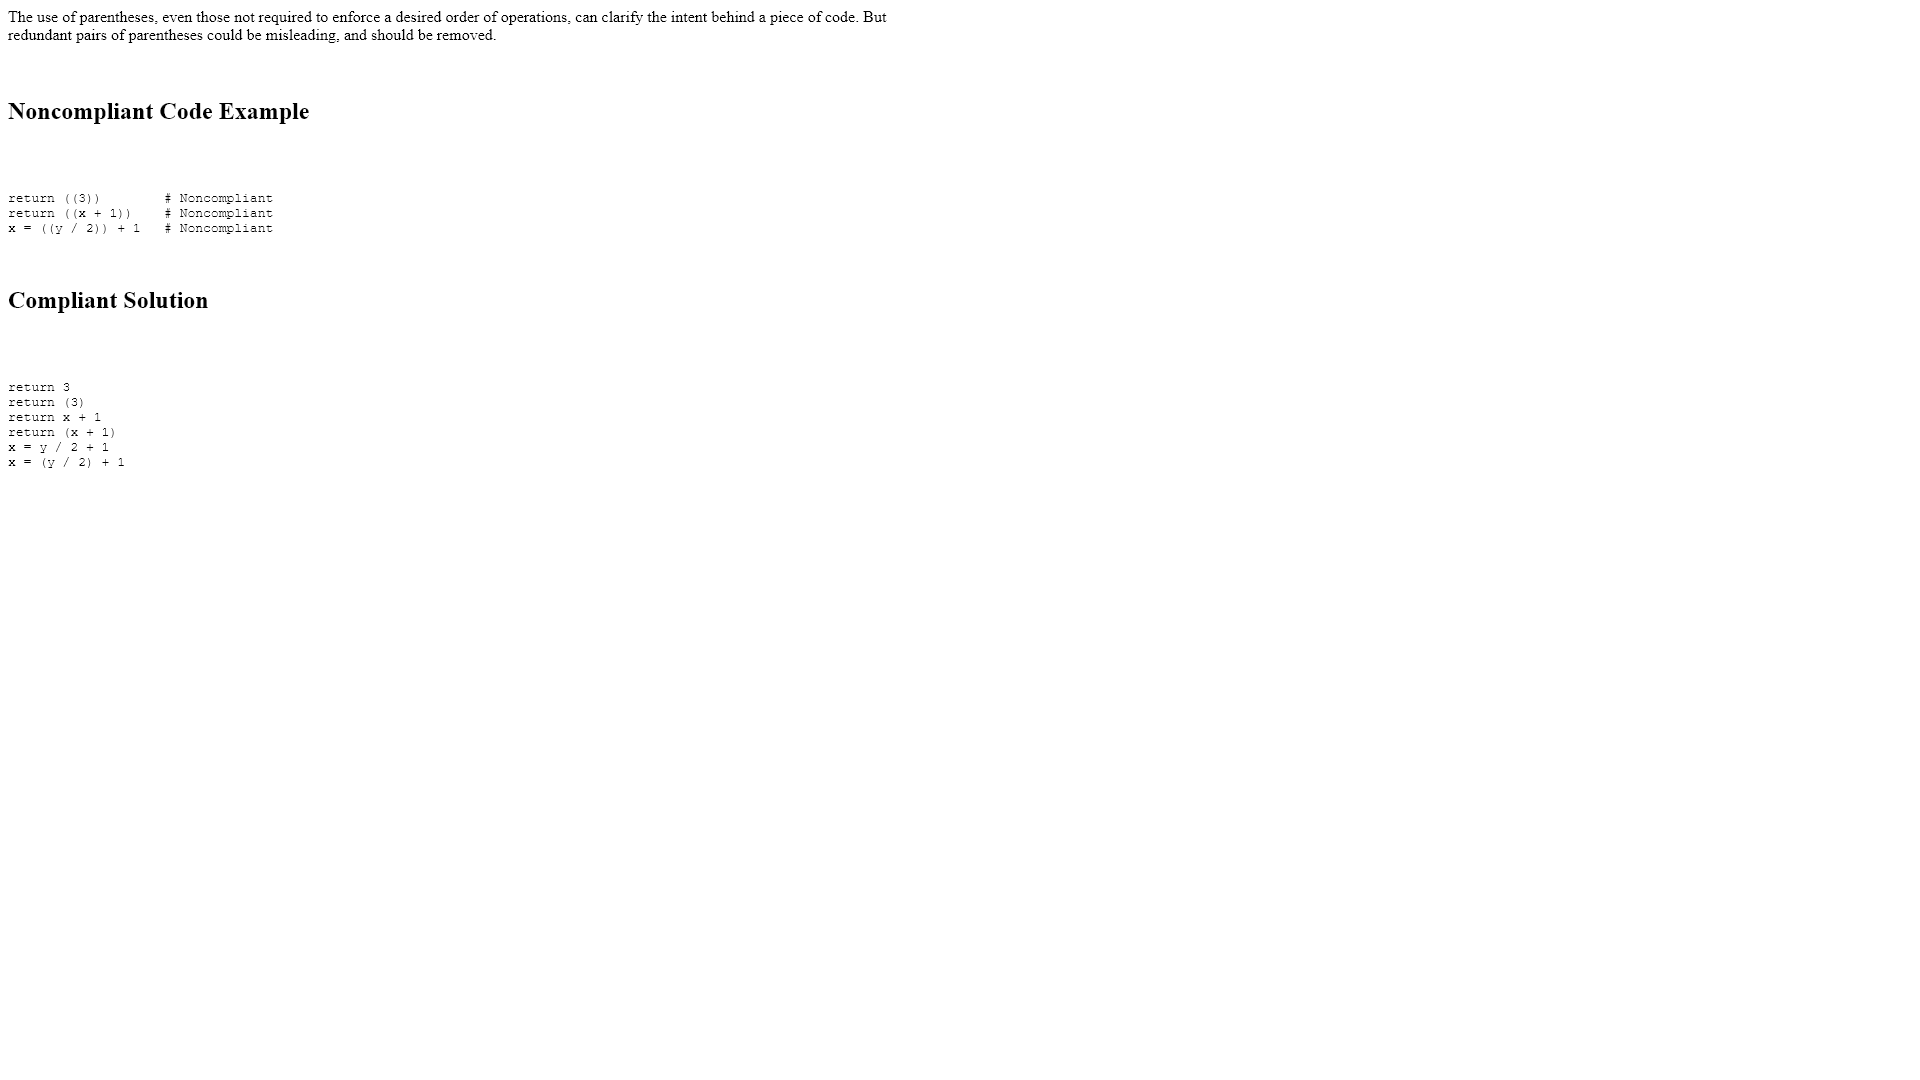 The use of parentheses, even those not required to enforce a desired order of operations, can clarify the intent behind a piece of code. But
redundant pairs of parentheses could be misleading, and should be removed.
Noncompliant Code Example
return ((3))        # Noncompliant
return ((x + 1))    # Noncompliant
x = ((y / 2)) + 1   # Noncompliant
Compliant Solution
return 3
return (3)
return x + 1
return (x + 1)
x = y / 2 + 1
x = (y / 2) + 1